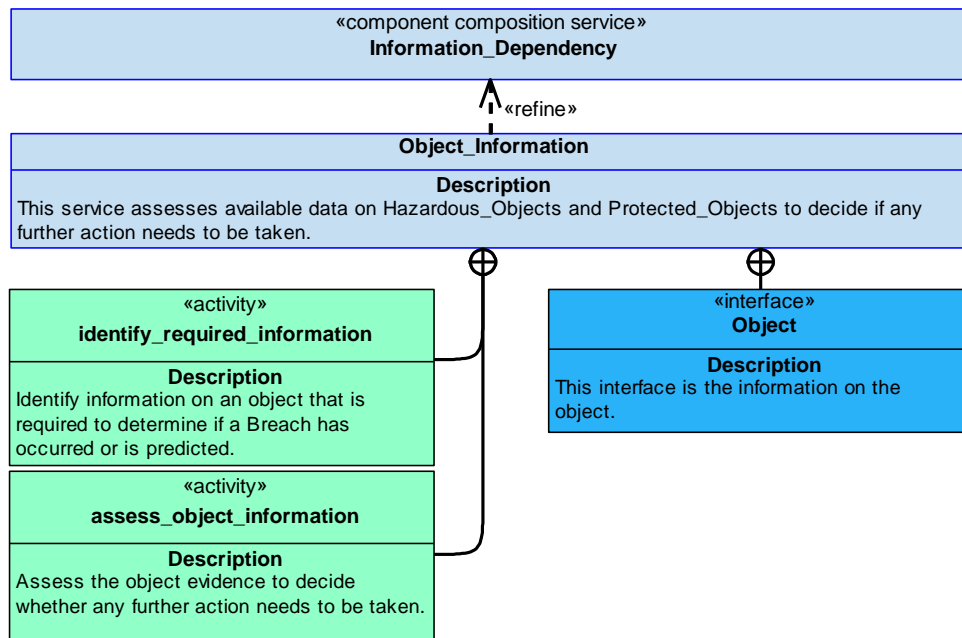 «component composition service»
Information_Dependency
«refine»
Object_Information
Description
This service assesses available data on Hazardous_Objects and Protected_Objects to decide if any
further action needs to be taken.
«activity»
identify_required_information
Description
Identify information on an object that is
required to determine if a Breach has
occurred or is predicted.
«interface»
Object
Description
This interface is the information on the
object.
«activity»
assess_object_information
Description
Assess the object evidence to decide
whether any further action needs to be taken.